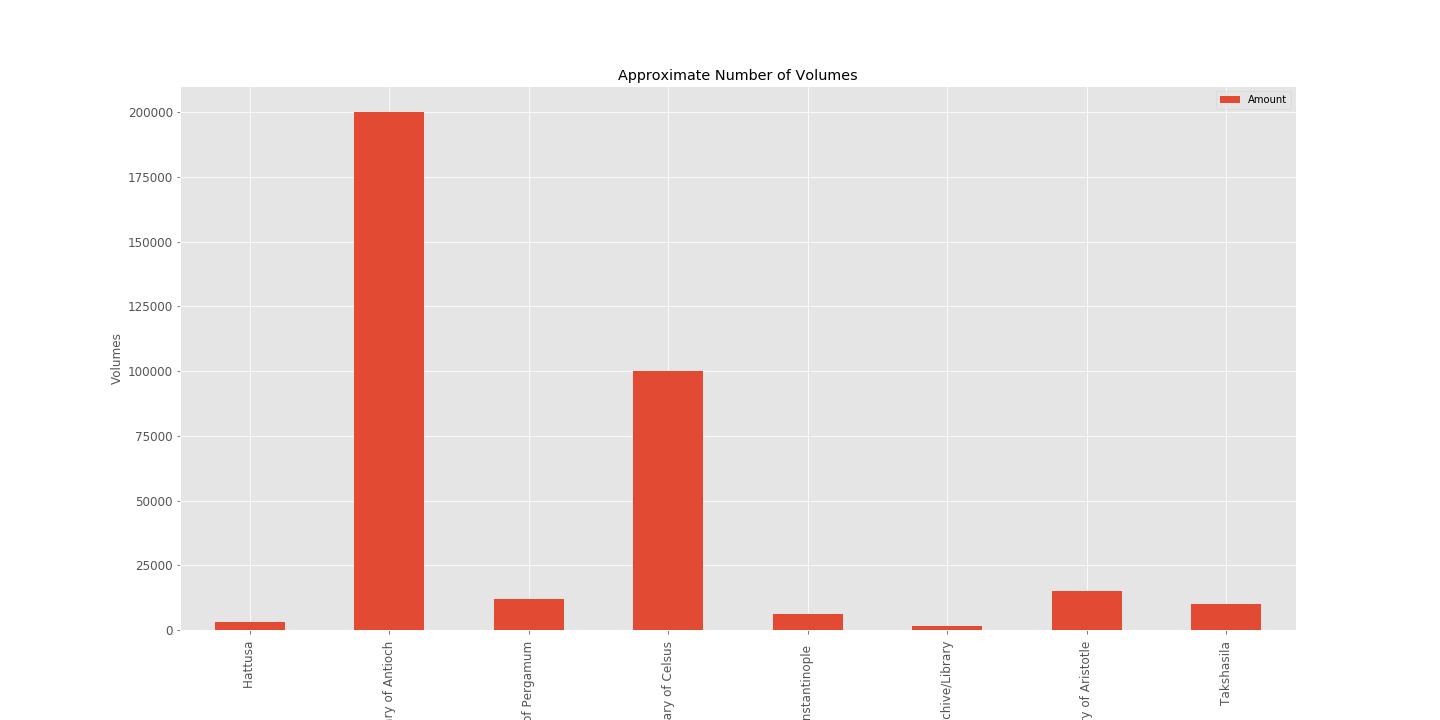 Approximate Number of Volumes
Amount
200000
175000
150000
125000
100000
75000
50000
25000
0
Volumes
Hattusa
ry of Antioch
of Pergamum
ary of Celsus
nstantinople
chive/Library
y of Aristotle
Takshasila